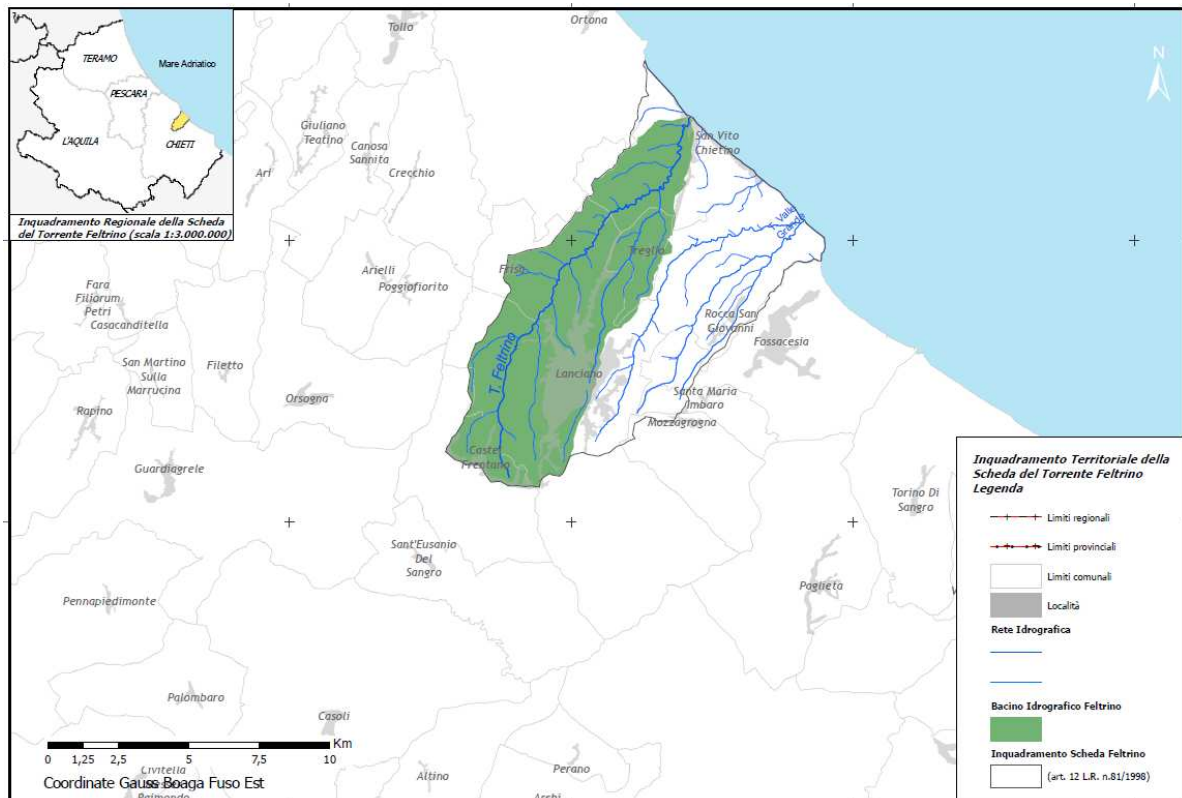 TERAMO
Mare Adriatico
PESCARA
L'AQUILA
CHIETI
Inquadramento Regionale della Scheda
del Torrente Feltrino (scala 1:3.000.000)
Ortona
Tollo
N
Giuliano
Teatino
Canosa
Sannita
Ari
Crecchio
San Vito
Chietino
T. Valle
Grande
Treglio
Frisa
Arielli
Poggiofiorito
Fara
Filiorum
Petri
Casacanditella
Rocca San
Giovanni
Fossacesia
San Martino
Sulla
Marrucina
Filetto
T. Feltrino
Lanciano
Orsogna
Santa Maria
Imbaro
Mozzagrogna
Rapino
Castel
Frentano
Guardiagrele
Torino Di
Sangro
Sant'Eusanio
Del
Sangro
Paglieta
Pennapiedimonte
Palombaro
Casoli
Altino
Perano
Archi
Civitella
Raimondo
Inquadramento Territoriale della
Scheda del Torrente Feltrino
Legenda
Limiti regionali
Limiti provinciali
Limiti comunali
Località
Rete Idrografica
Bacino Idrografico Feltrino
Inquadramento Scheda Feltrino
(art. 12 L.R. n.81/1998)
Km
0 1,25 2,5 5 7,5 10
Coordinate Gauss Boaga Fuso Est